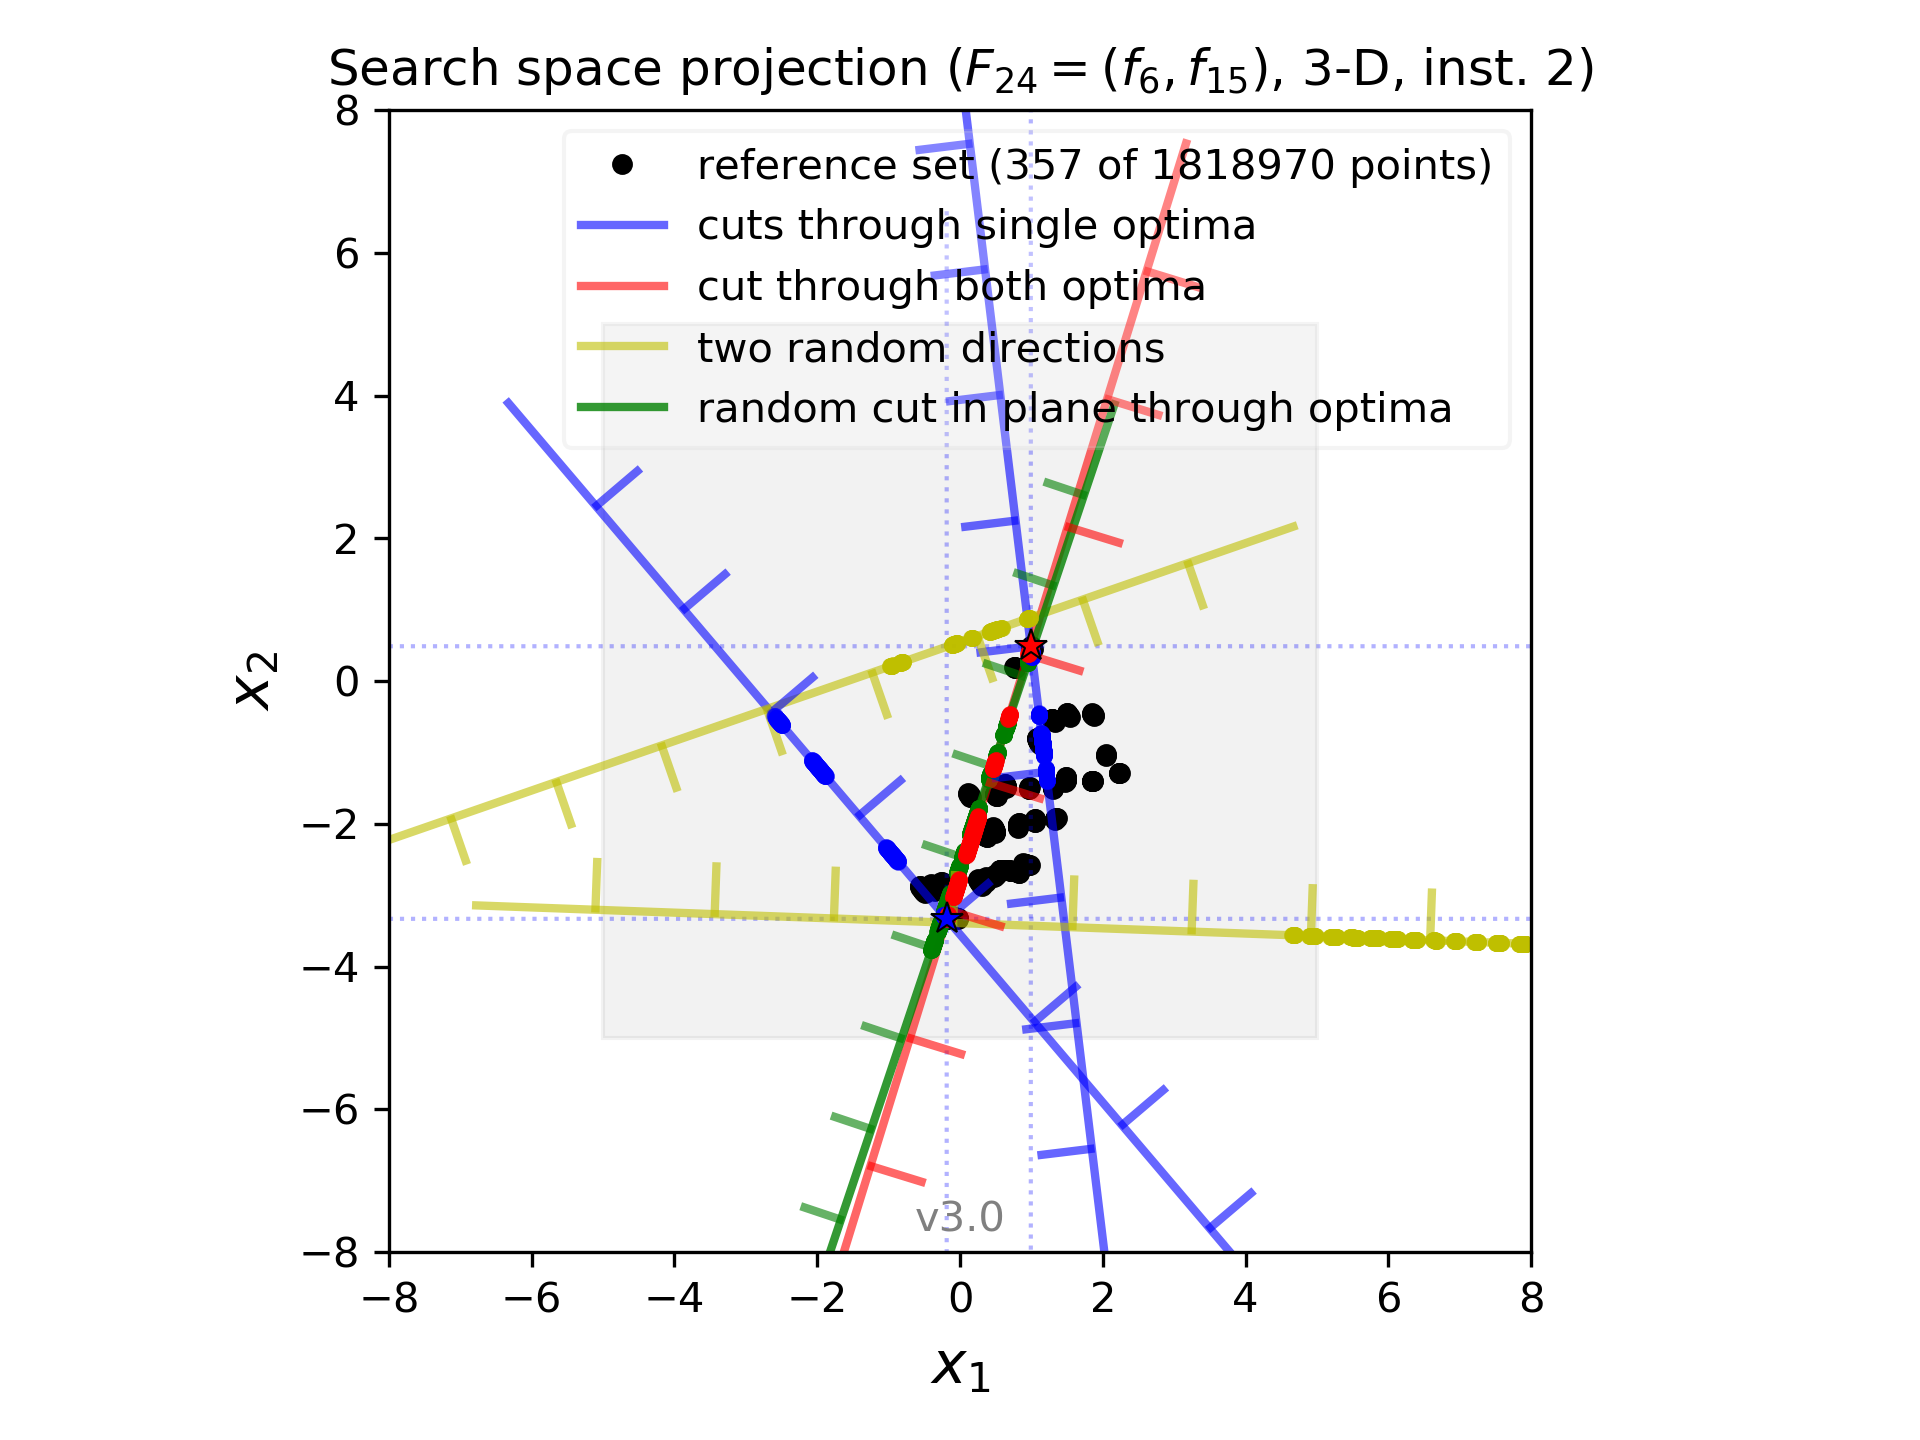 Search space projection (F₂₄ = (f₆, f₁₅), 3-D, inst. 2)
reference set (357 of 1818970 points)
cuts through single optima
cut through both optima
two random directions
random cut in plane through optima
8
6
4
2
0
−2
−4
−6
−8
x₂
v3.0
−8 −6 −4 −2 0 2 4 6 8
x₁